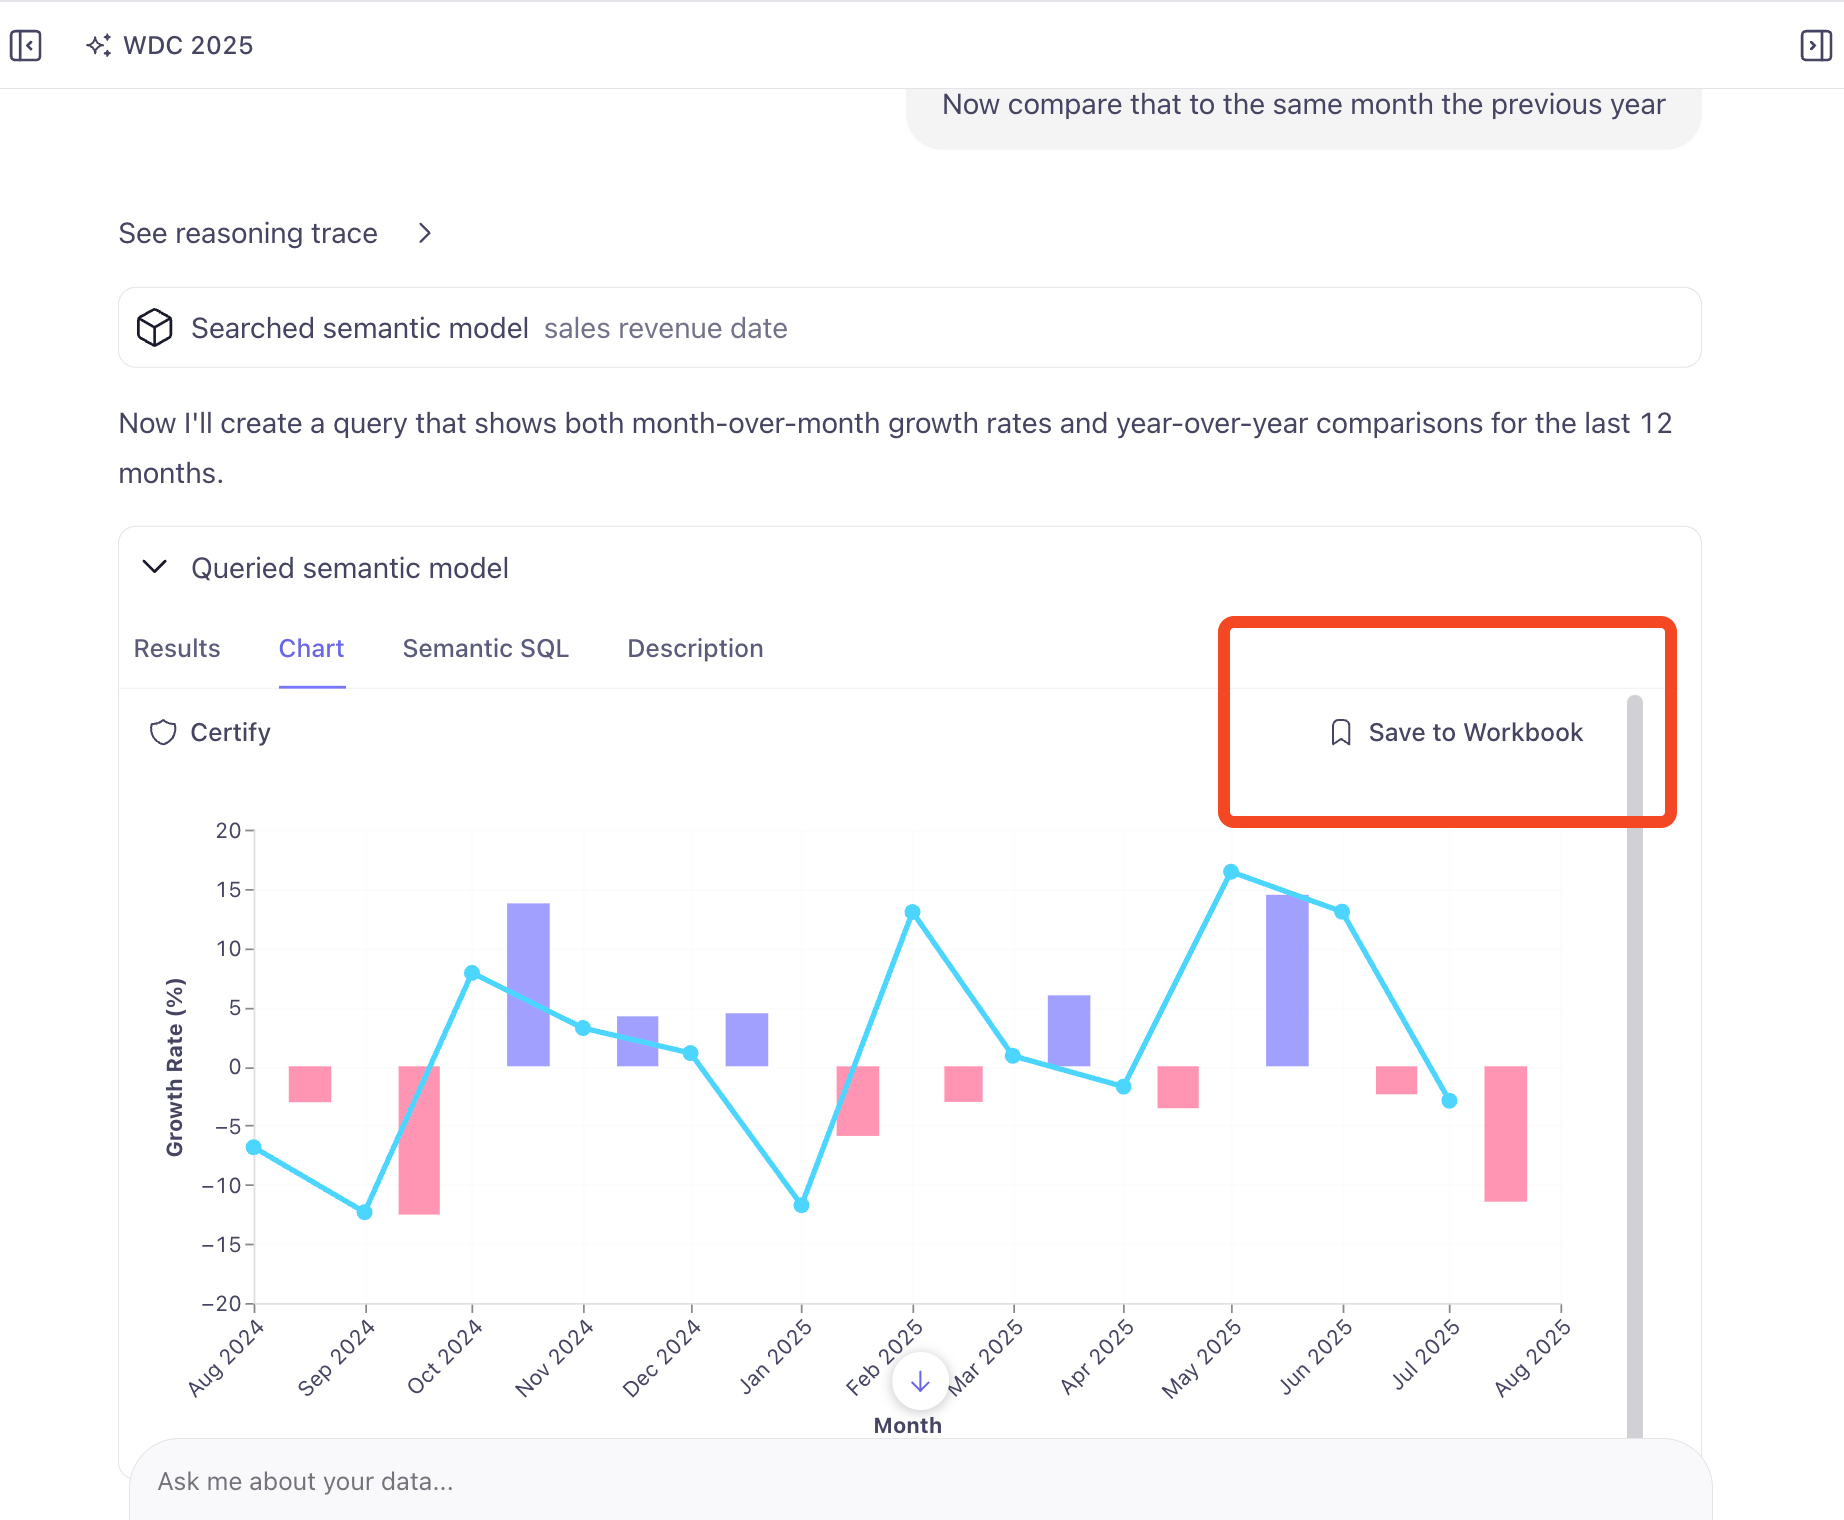 WDC 2025
Now compare that to the same month the previous year
See reasoning trace
Searched semantic model sales revenue date
Now I'll create a query that shows both month-over-month growth rates and year-over-year comparisons for the last 12
months.
Queried semantic model
Results Chart Semantic SQL Description
Certify Save to Workbook
20
15
10
5
0
−5
−10
−15
−20
Growth Rate (%)
Aug 2024 Sep 2024 Oct 2024 Nov 2024 Dec 2024 Jan 2025 Feb 2025 Mar 2025 Apr 2025 May 2025 Jun 2025 Jul 2025 Aug 2025
Month
Ask me about your data...